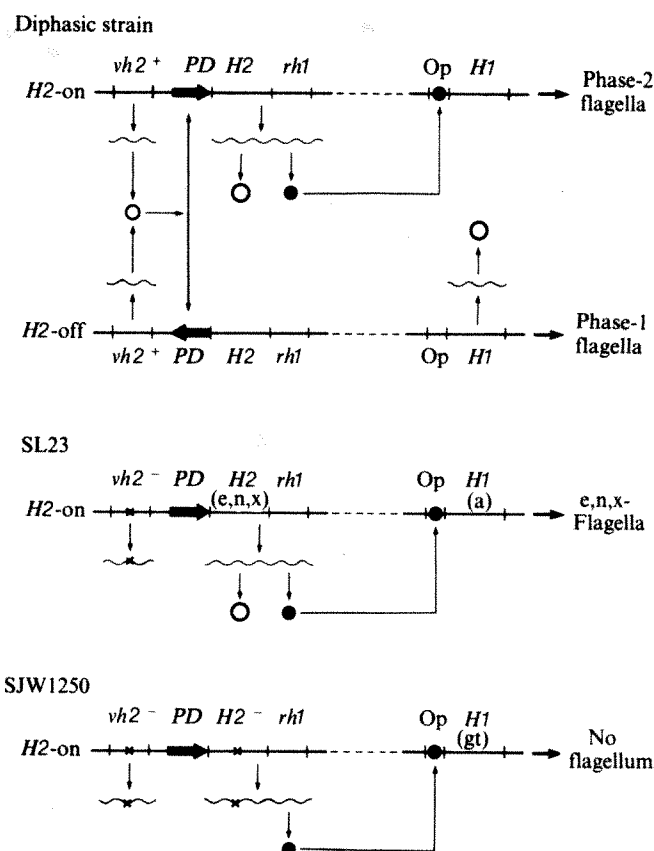 Diphasic strain
vh2 + PD H2 rh1 Op H1
H2-on
Phase-2
flagella
H2-off
Phase-1
flagella
vh2 + PD H2 rh1 Op H1
SL23
vh2 - PD H2 rh1 Op H1
(e,n,x) (a)
H2-on
e,n,x-
Flagella
SJW1250
vh2 - PD H2 - rh1 Op H1
(gt)
H2-on
No
flagellum